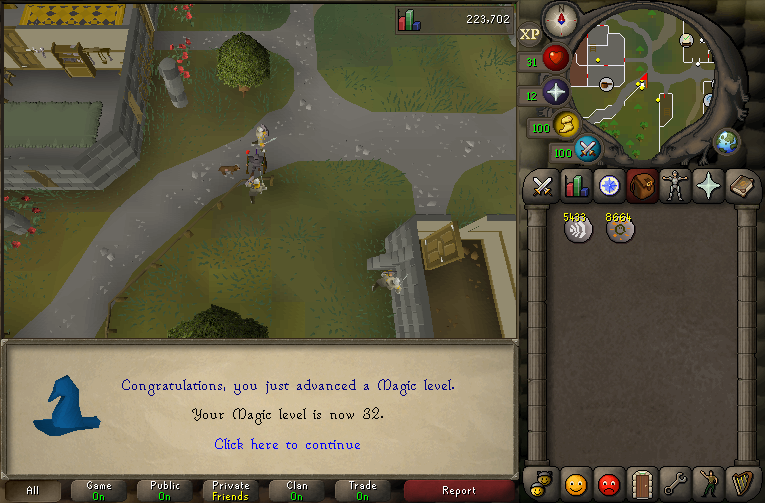 223,702
XP
31
12
100
100
5433 8664
Congratulations, you just advanced a Magic level.
Your Magic level is now 32.
Click here to continue
All
Game
On
Public
On
Private
Friends
Clan
On
Trade
On
Report